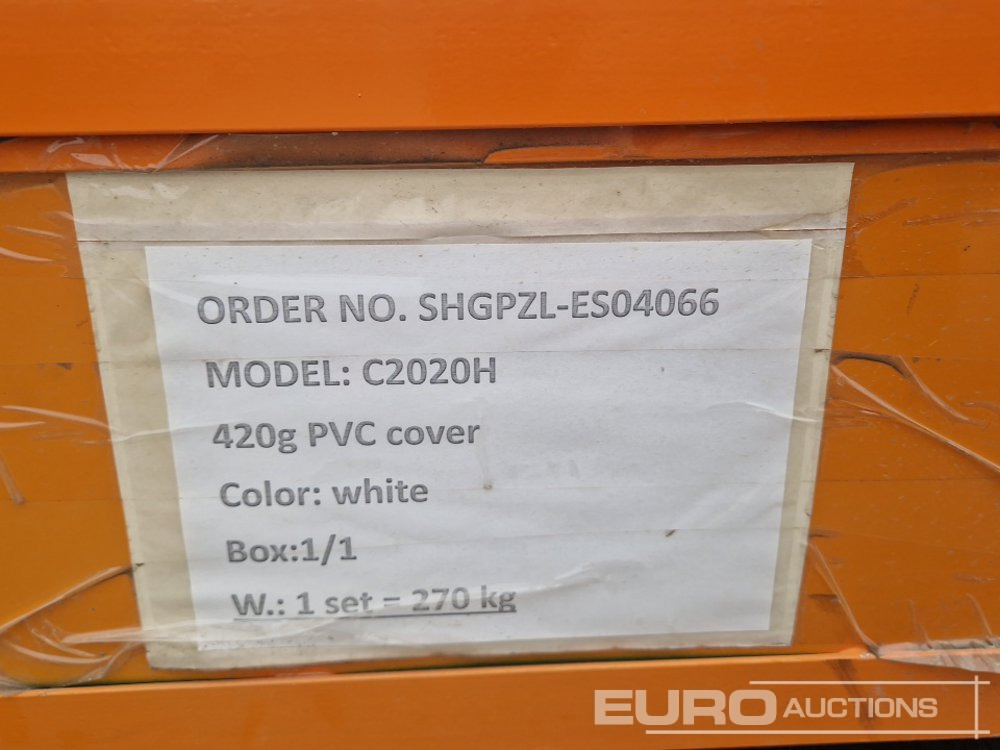 ORDER NO. SHGPZL-ES04066
MODEL: C2020H
420g PVC cover
Color: white
Box:1/1
W.: 1 set = 270 kg
EURO AUCTIONS